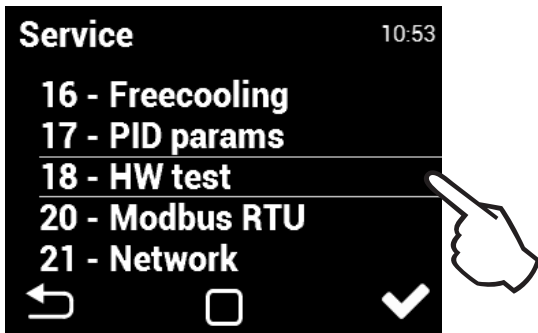 Service 10:53
16 - Freecooling
17 - PID params
18 - HW test
20 - Modbus RTU
21 - Network